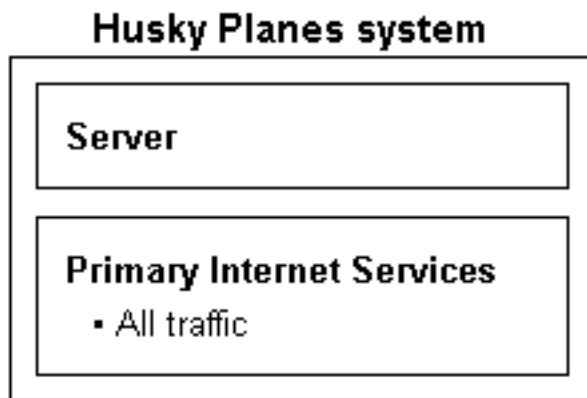 Husky Planes system
Server
Primary Internet Services
▪ All traffic